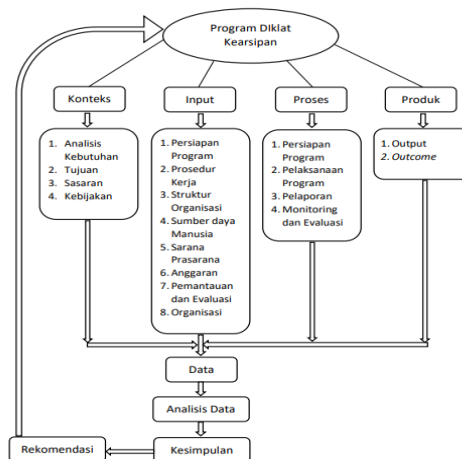 Program DIklat
Kearsipan
Konteks
Input
Proses
Produk
1. Analisis
Kebutuhan
2. Tujuan
3. Sasaran
4. Kebijakan
1. Persiapan
Program
2. Prosedur
Kerja
3. Struktur
Organisasi
4. Sumber daya
Manusia
5. Sarana
Prasarana
6. Anggaran
7. Pemantauan
dan Evaluasi
8. Organisasi
1. Persiapan
Program
2. Pelaksanaan
Program
3. Pelaporan
4. Monitoring
dan Evaluasi
1. Output
2. Outcome
Data
Analisis Data
Kesimpulan
Rekomendasi